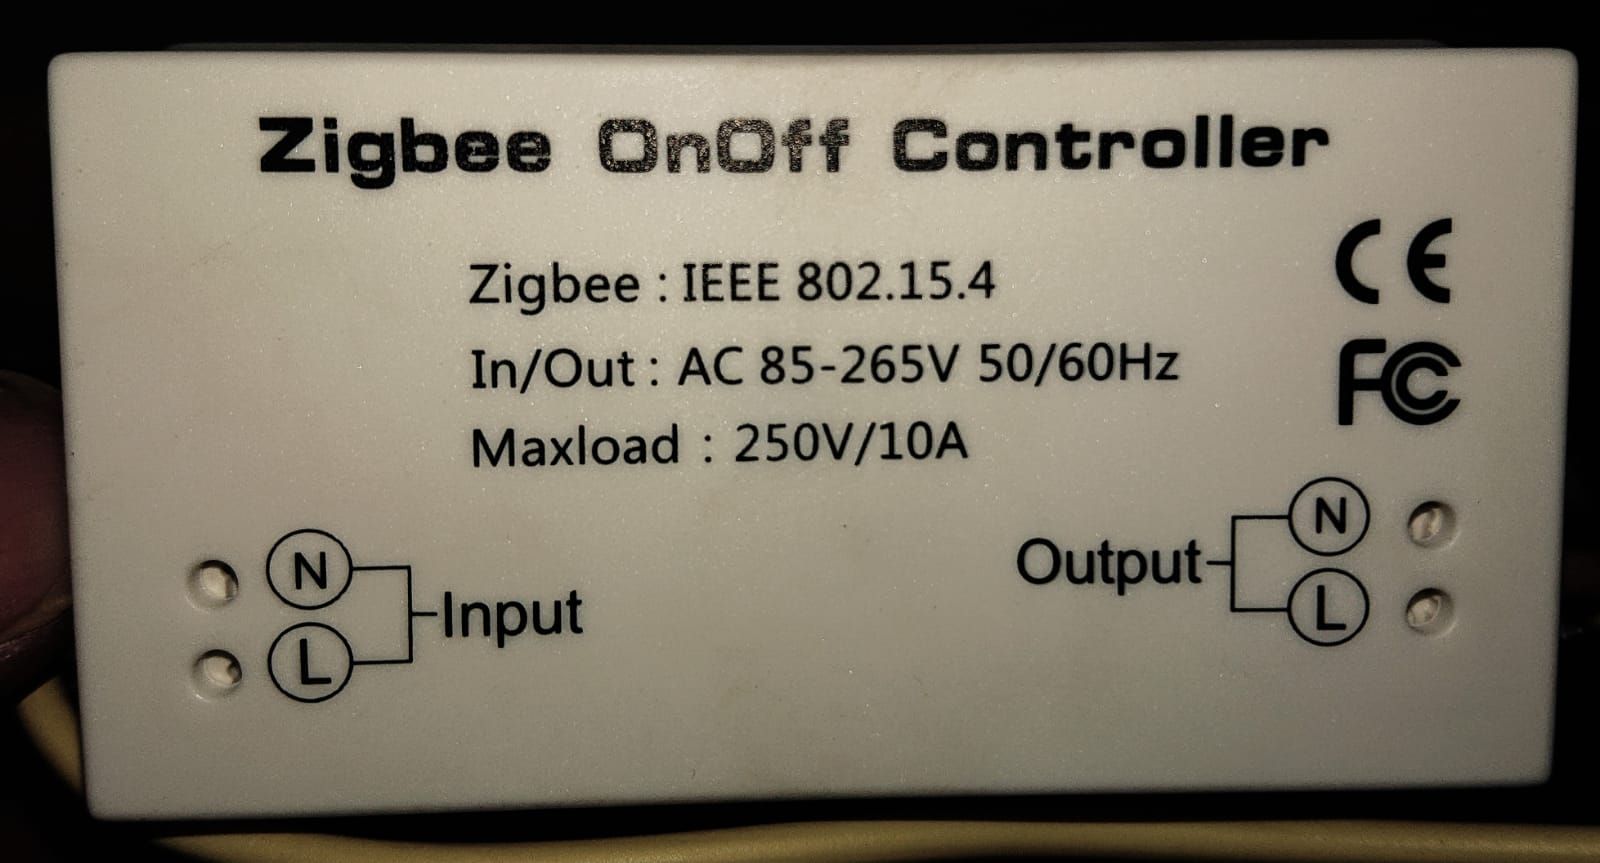 Zigbee OnOff Controller
Zigbee : IEEE 802.15.4
In/Out : AC 85-265V 50/60Hz
Maxload : 250V/10A
CE
FC
N
L
Input
Output
N
L